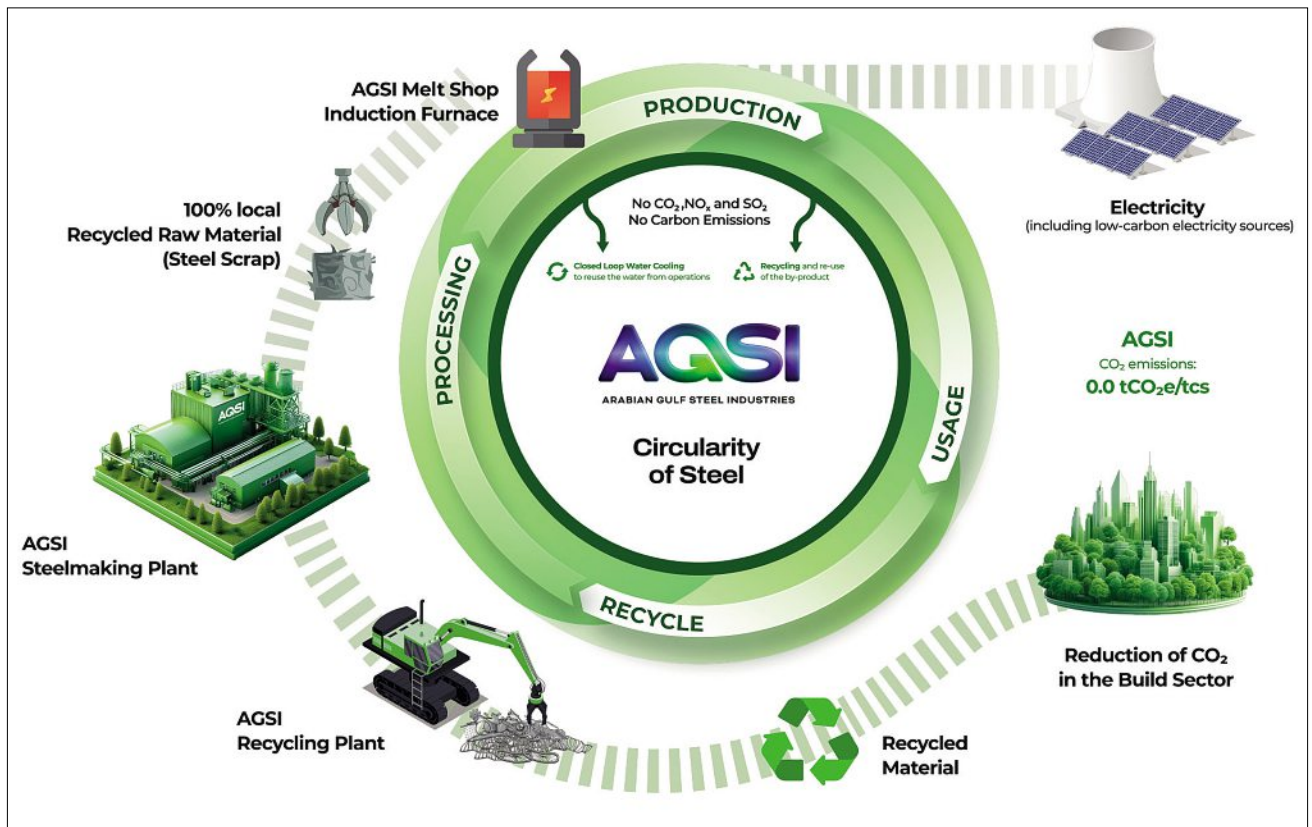 AGSI Melt Shop
Induction Furnace
PRODUCTION
100% local
Recycled Raw Material
(Steel Scrap)
No CO₂,NOₓ and SO₂
No Carbon Emissions
Closed Loop Water Cooling
to reuse the water from operations
Recycling and re-use
of the by-product
Electricity
(including low-carbon electricity sources)
PROCESSING
AGSI
ARABIAN GULF STEEL INDUSTRIES
Circularity
of Steel
USAGE
AGSI
CO₂ emissions:
0.0 tCO₂e/tcs
AGSI
AGSI
Steelmaking Plant
RECYCLE
Reduction of CO₂
in the Build Sector
AGSI
Recycling Plant
Recycled
Material